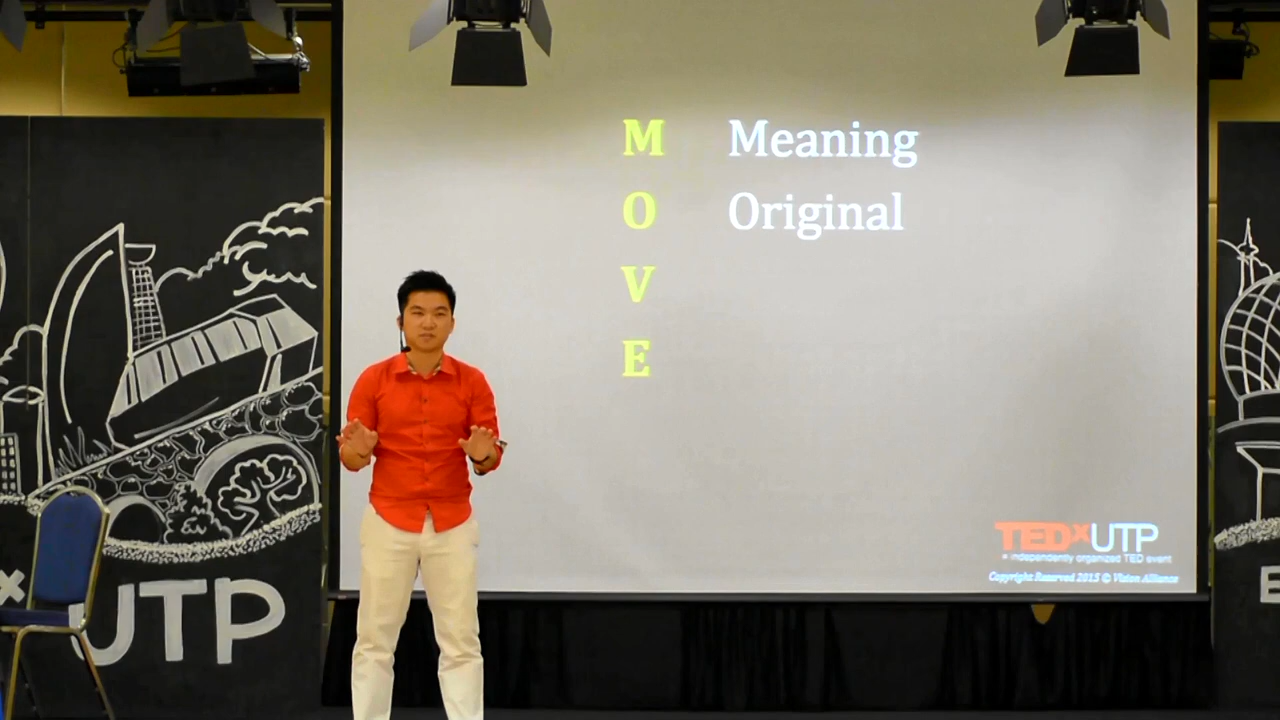 M Meaning
O Original
V
E
TEDxUTP
x independently organized TED event
Copyright Reserved 2015 © Vision Alliance
x UTP
E